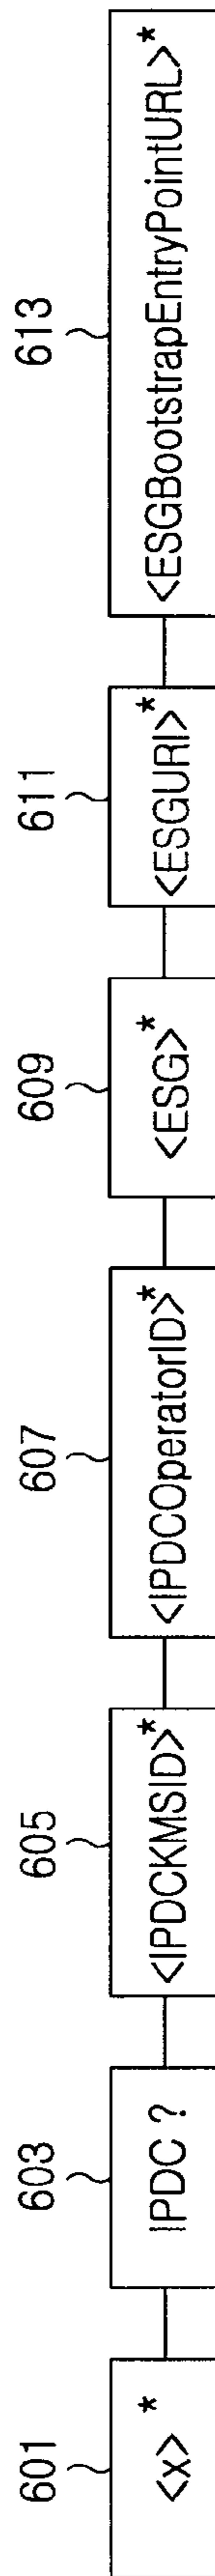 601
<x>*
603
IPDC ?
605
<IPDCKMSID>*
607
<IPDCOperatorID>*
609
<ESG>*
611
<ESGURI>*
613
<ESGBootstrapEntryPointURL>*